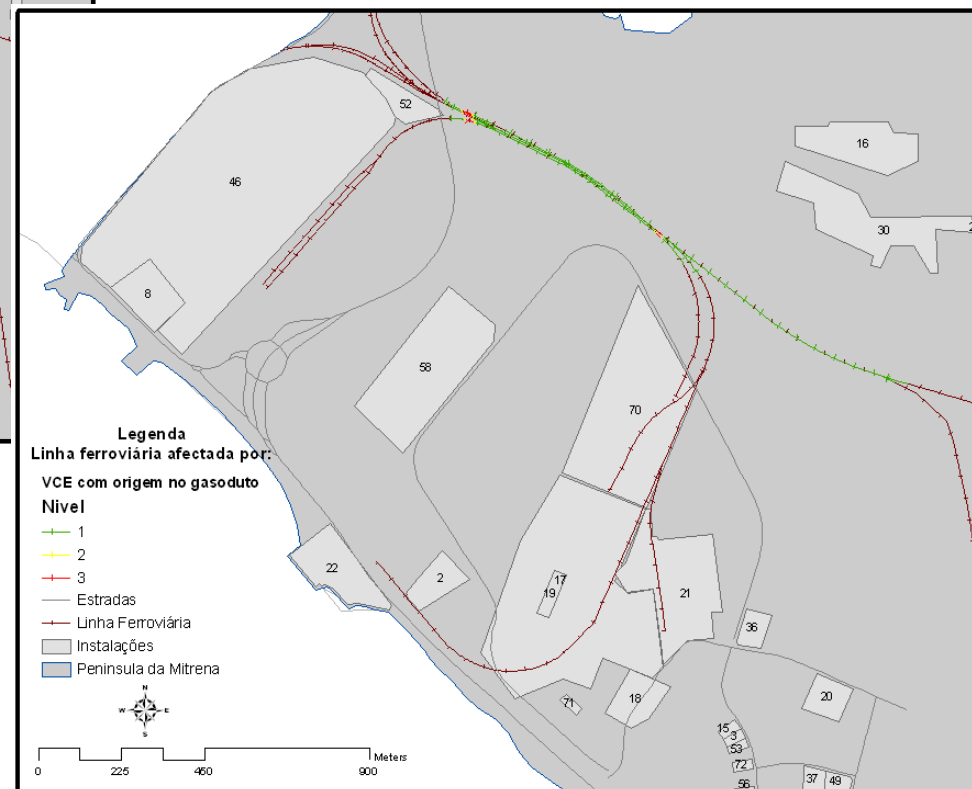 52
16
46
30
2
8
58
70
Legenda
Linha ferroviária afectada por:
VCE com origem no gasoduto
Nivel
1
2
3
Estradas
Linha Ferroviária
Instalações
Peninsula da Mitrena
22
2
17
19
21
36
18
71
20
15
3
53
72
56
37
49
N
W
E
S
0
225
450
900
Meters